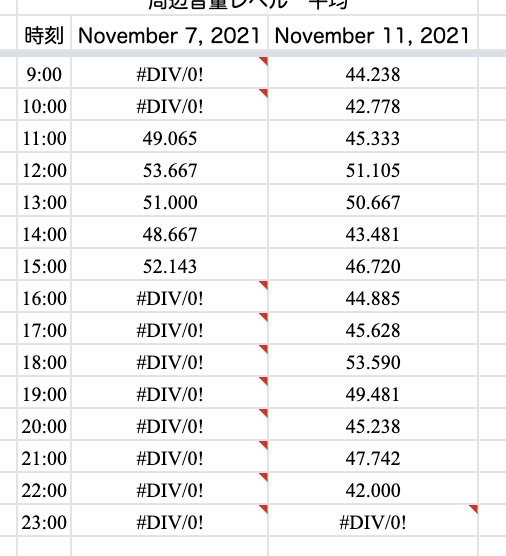 周辺音量レベル 平均
時刻 November 7, 2021 November 11, 2021
9:00 #DIV/0! 44.238
10:00 #DIV/0! 42.778
11:00 49.065 45.333
12:00 53.667 51.105
13:00 51.000 50.667
14:00 48.667 43.481
15:00 52.143 46.720
16:00 #DIV/0! 44.885
17:00 #DIV/0! 45.628
18:00 #DIV/0! 53.590
19:00 #DIV/0! 49.481
20:00 #DIV/0! 45.238
21:00 #DIV/0! 47.742
22:00 #DIV/0! 42.000
23:00 #DIV/0! #DIV/0!